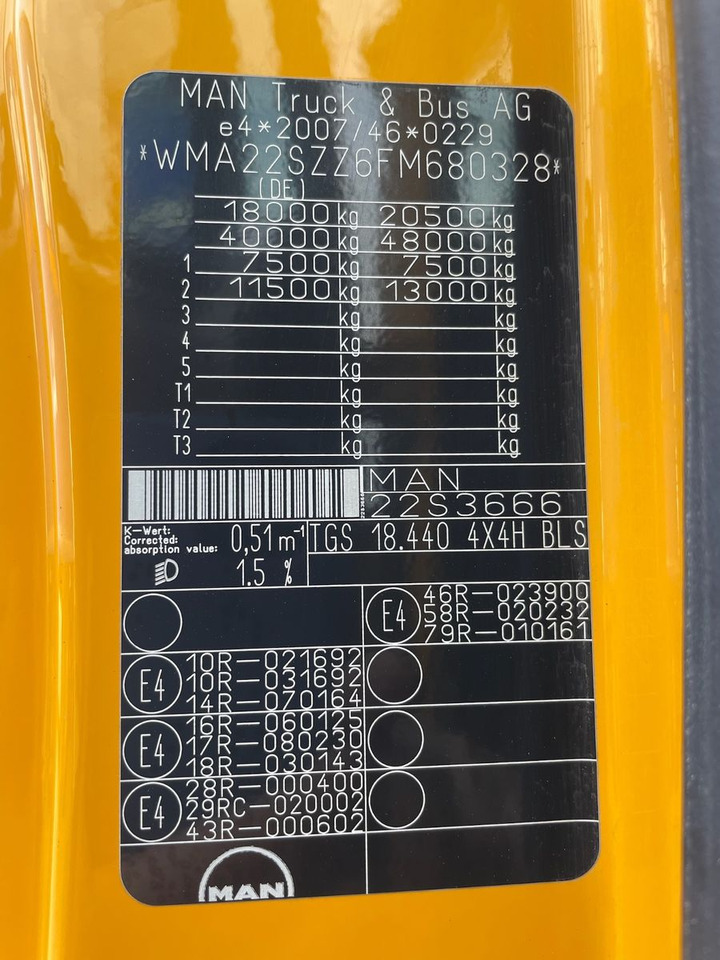 MAN Truck & Bus AG
e4*2007/46*0229
*WMA22SZZ6FM680328*
(DE)
18000 kg 20500 kg
40000 kg 48000 kg
1 7500 kg 7500 kg
2 11500 kg 13000 kg
3 kg kg
4 kg kg
5 kg kg
T1 kg kg
T2 kg kg
T3 kg kg
MAN
22S3666
K-Wert:
Corrected:
absorption value: 0,51 m-1
TGS 18.440 4X4H BLS
1.5 %
E4
46R-023900
58R-020232
79R-010161
E4
10R-021692
10R-031692
14R-070164
E4
16R-060125
17R-080230
18R-030143
E4
28R-000400
29RC-020002
43R-000602
MAN